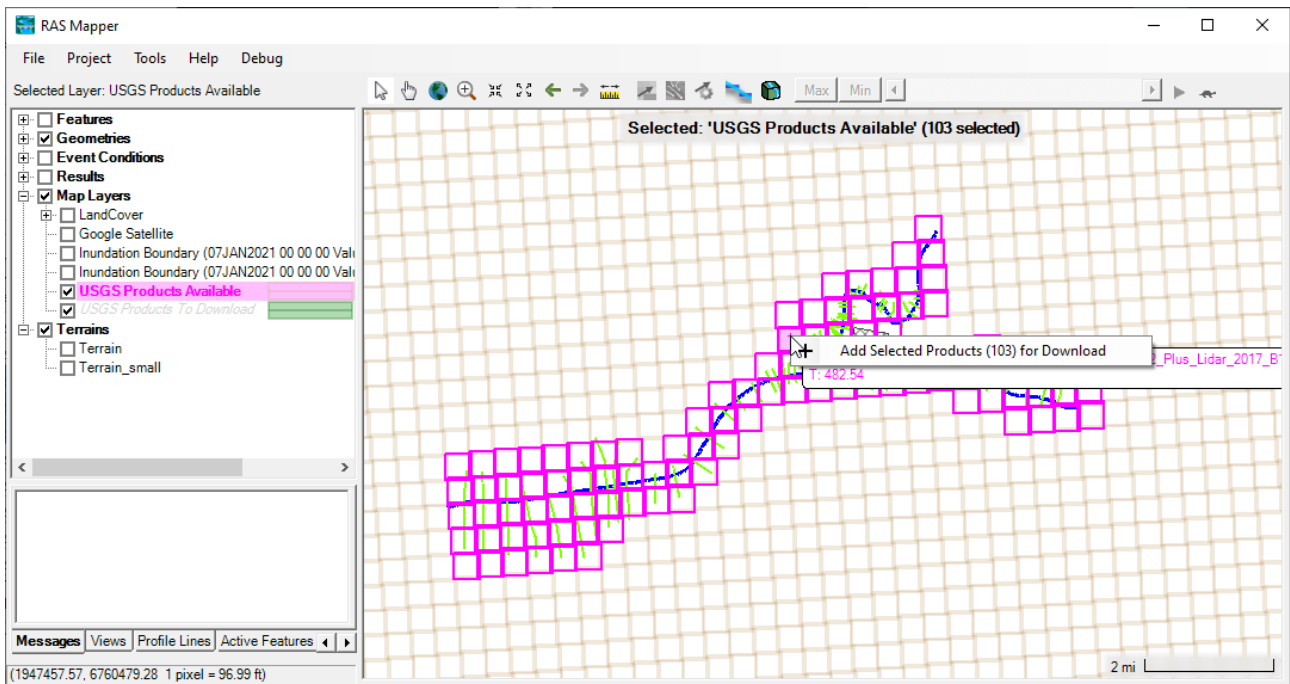 RAS Mapper
File Project Tools Help Debug
Selected Layer: USGS Products Available
Max Min
Features
Geometries
Event Conditions
Results
Map Layers
LandCover
Google Satellite
Inundation Boundary (07JAN2021 00 00 00 Valu
Inundation Boundary (07JAN2021 00 00 00 Valu
USGS Products Available
USGS Products To Download
Terrains
Terrain
Terrain_small
Selected: 'USGS Products Available' (103 selected)
Add Selected Products (103) for Download
2_Plus_Lidar_2017_B1
T: 482.54
Messages Views Profile Lines Active Features
(1947457.57, 6760479.28 1 pixel = 96.99 ft)
2 mi